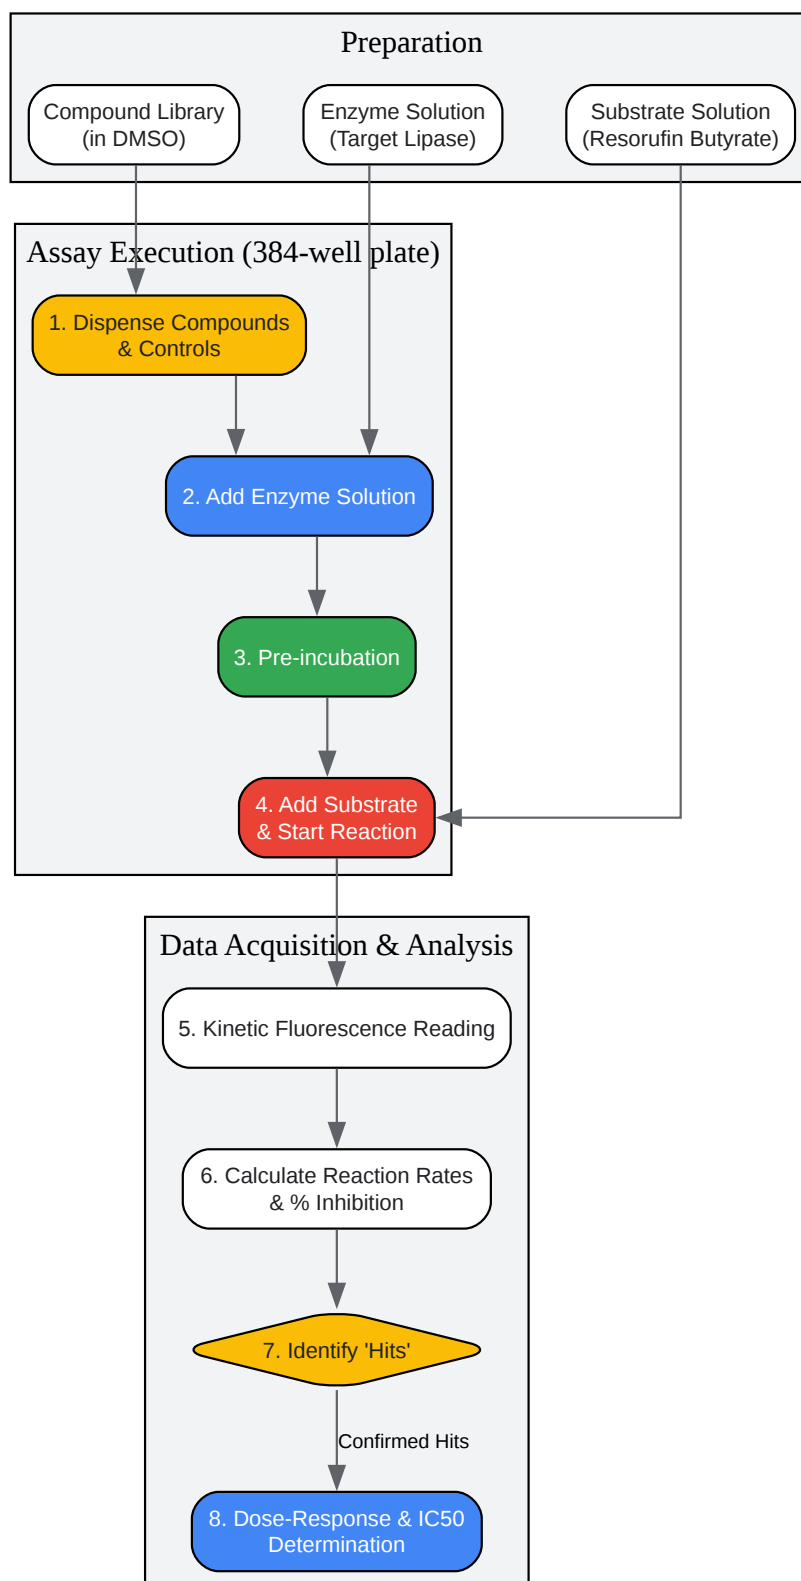 Preparation
Compound Library
(in DMSO)
Enzyme Solution
(Target Lipase)
Substrate Solution
(Resorufin Butyrate)
Assay Execution (384-well plate)
1. Dispense Compounds
& Controls
2. Add Enzyme Solution
3. Pre-incubation
4. Add Substrate
& Start Reaction
Data Acquisition & Analysis
5. Kinetic Fluorescence Reading
6. Calculate Reaction Rates
& % Inhibition
7. Identify 'Hits'
Confirmed Hits
8. Dose-Response & IC50
Determination